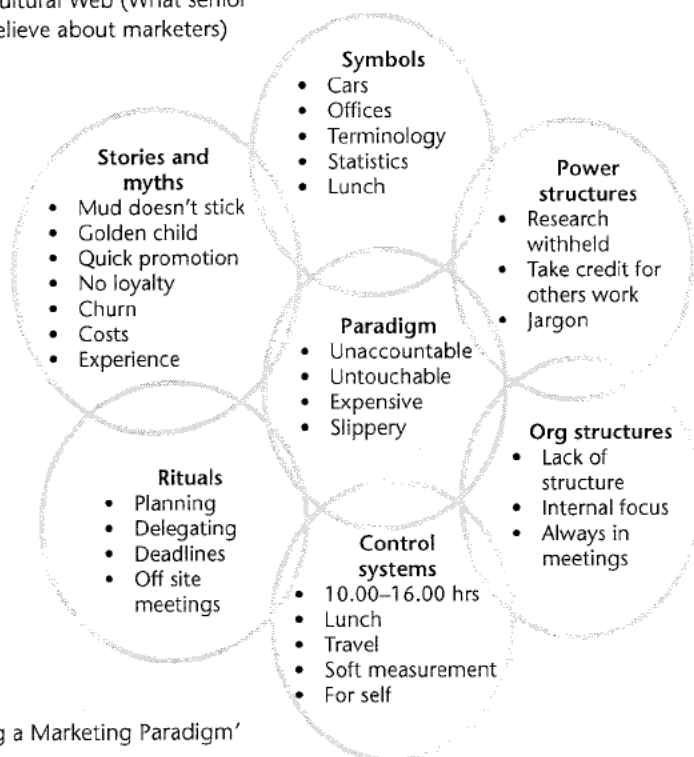 Cultural Web (What senior
believe about marketers)
Symbols
• Cars
• Offices
• Terminology
• Statistics
• Lunch
Stories and
myths
• Mud doesn't stick
• Golden child
• Quick promotion
• No loyalty
• Churn
• Costs
• Experience
Power
structures
• Research
withheld
• Take credit for
others work
• Jargon
Paradigm
• Unaccountable
• Untouchable
• Expensive
• Slippery
Org structures
• Lack of
structure
• Internal focus
• Always in
meetings
Rituals
• Planning
• Delegating
• Deadlines
• Off site
meetings
Control
systems
• 10.00–16.00 hrs
• Lunch
• Travel
• Soft measurement
• For self
a Marketing Paradigm'